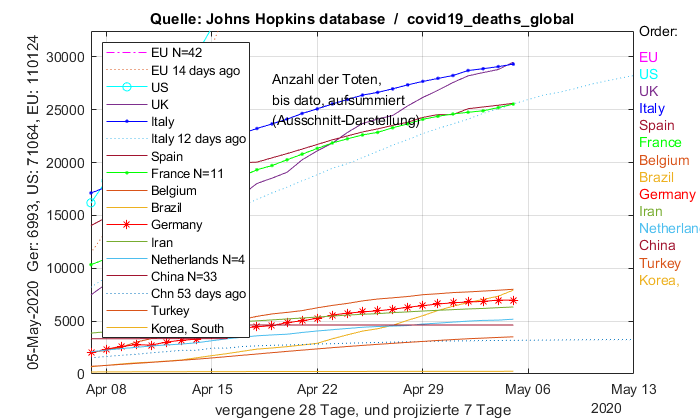 Quelle: Johns Hopkins database / covid19_deaths_global
Order:
05-May-2020 Ger: 6993, US: 71064, EU: 110124
30000
25000
20000
15000
10000
5000
0
EU N=42
EU 14 days ago
US
UK
Italy
Italy 12 days ago
Spain
France N=11
Belgium
Brazil
Germany
Iran
Netherlands N=4
China N=33
Chn 53 days ago
Turkey
Korea, South
Anzahl der Toten,
bis dato, aufsummiert
(Ausschnitt-Darstellung)
EU
US
UK
Italy
Spain
France
Belgium
Brazil
Germany
Iran
Netherlan
China
Turkey
Korea,
Apr 08 Apr 15 Apr 22 Apr 29 May 06 May 13
2020
vergangene 28 Tage, und projizierte 7 Tage